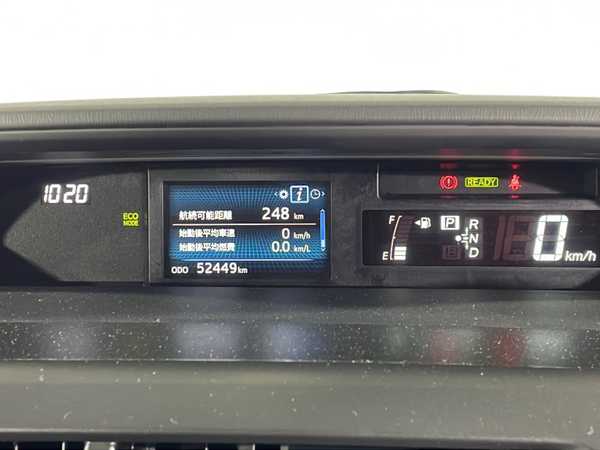 10:20
ECO
MODE
航続可能距離 248 km
始動後平均車速 0 km/h
始動後平均燃費 0.0 km/L
ODO 52449 km
READY
F
E
P
R
N
D
B
0 km/h